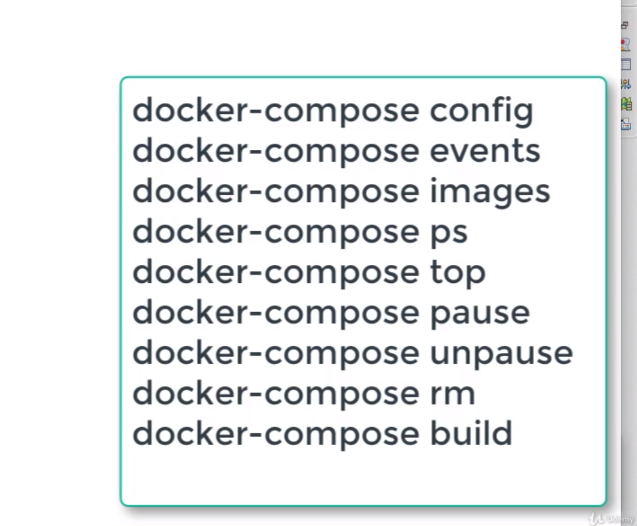 docker-compose config
docker-compose events
docker-compose images
docker-compose ps
docker-compose top
docker-compose pause
docker-compose unpause
docker-compose rm
docker-compose build
Udemy